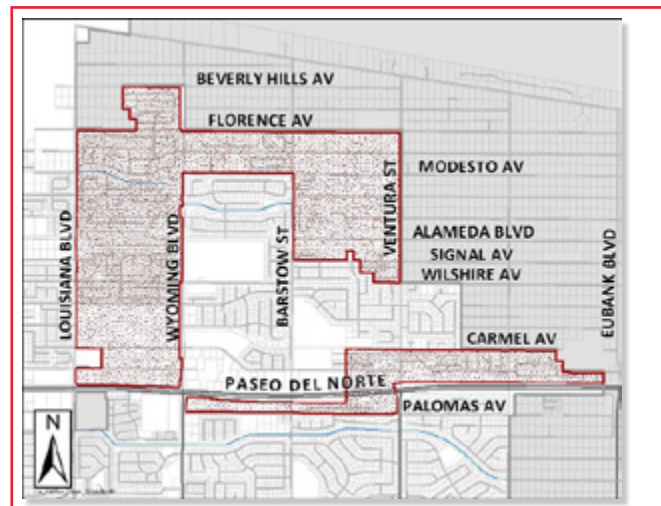 BEVERLY HILLS AV
FLORENCE AV
MODESTO AV
VENTURA ST
ALAMEDA BLVD
SIGNAL AV
WILSHIRE AV
LOUISIANA BLVD
WYOMING BLVD
BARSTOW ST
EUBANK BLVD
CARMEL AV
PASEO DEL NORTE
PALOMAS AV
N